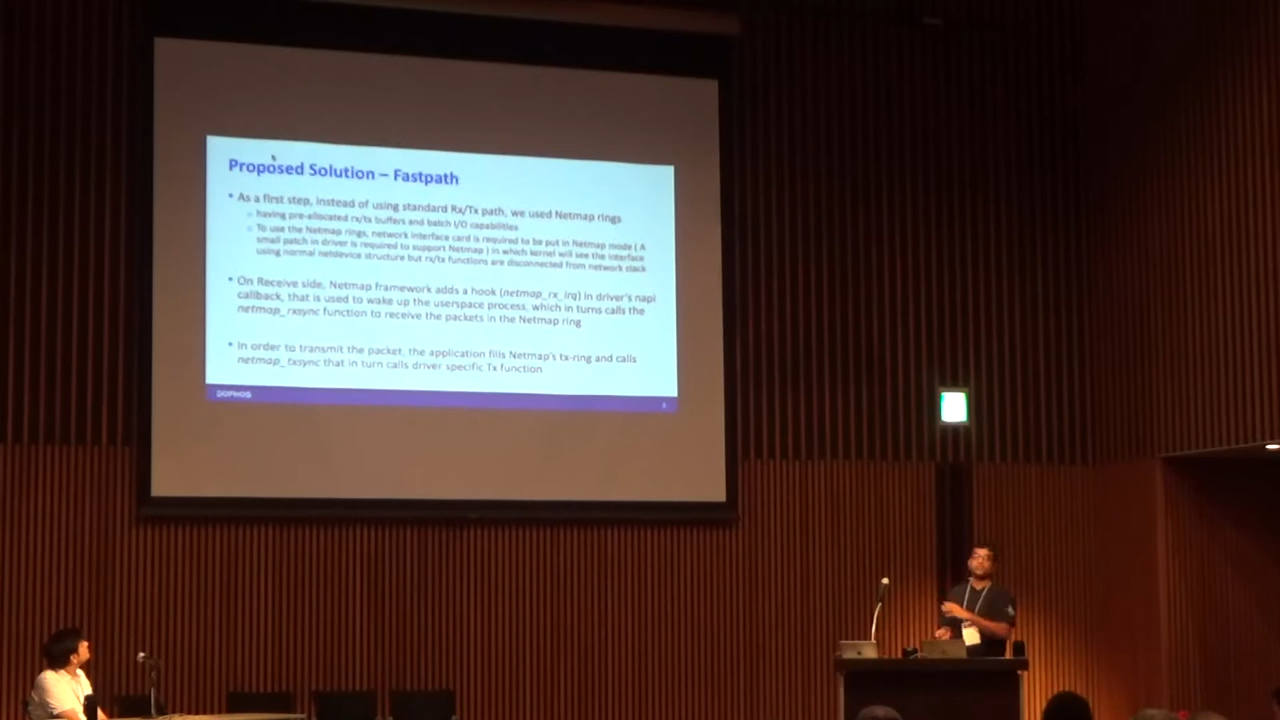 Proposed Solution – Fastpath
• As a first step, instead of using standard Rx/Tx path, we used Netmap rings
○ having pre-allocated rx/tx buffers and batch I/O capabilities
○ To use the Netmap rings, network interface card is required to be put in Netmap mode ( A
small patch in driver is required to support Netmap ) in which kernel will see the interface
using normal netdevice structure but rx/tx functions are disconnected from network stack
• On Receive side, Netmap framework adds a hook (netmap_rx_irq) in driver's napi
callback, that is used to wake up the userspace process, which in turns calls the
netmap_rxsync function to receive the packets in the Netmap ring
• In order to transmit the packet, the application fills Netmap's tx-ring and calls
netmap_txsync that in turn calls driver specific Tx function
SOPHOS